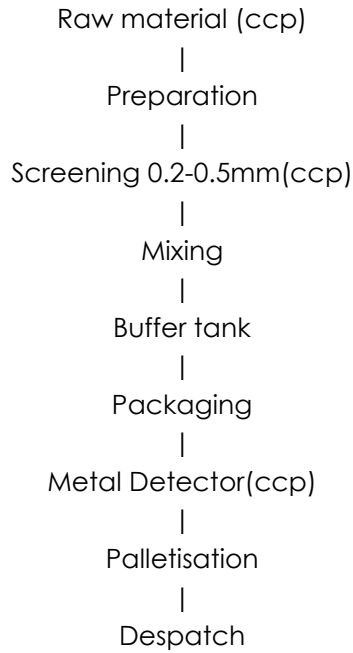 Raw material (ccp)
|
Preparation
|
Screening 0.2-0.5mm(ccp)
|
Mixing
|
Buffer tank
|
Packaging
|
Metal Detector(ccp)
|
Palletisation
|
Despatch